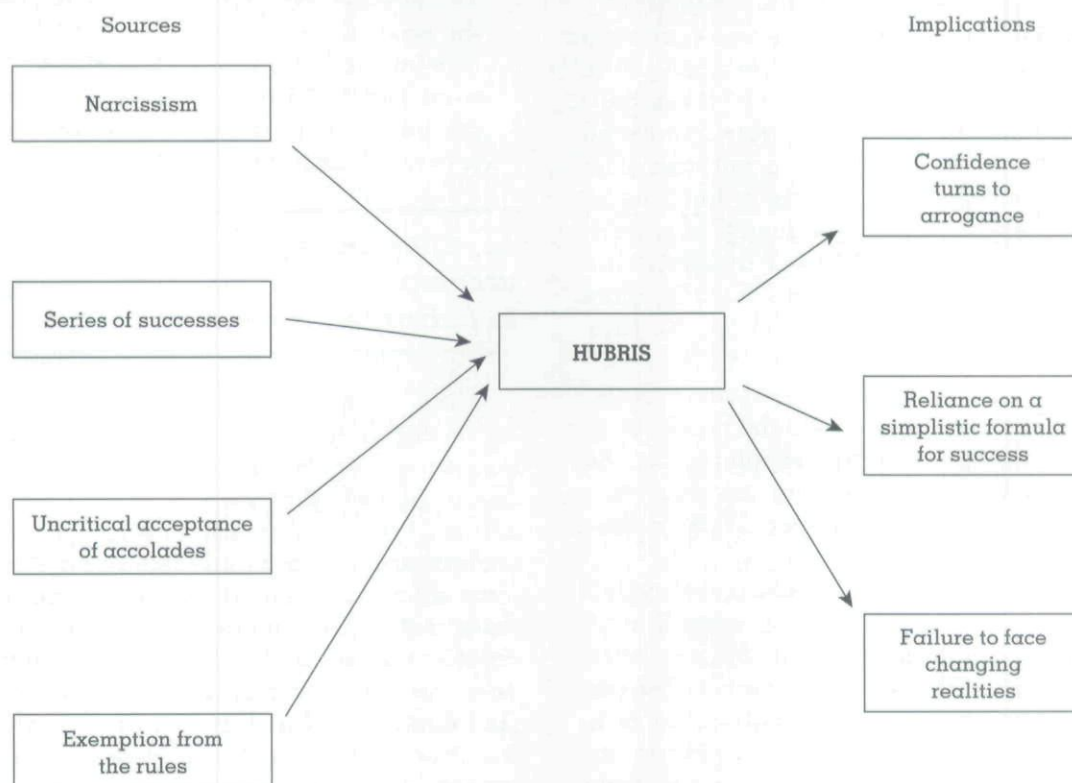 Sources
Implications
Narcissism
Confidence
turns to
arrogance
Series of successes
HUBRIS
Reliance on a
simplistic formula
for success
Uncritical acceptance
of accolades
Failure to face
changing
realities
Exemption from
the rules